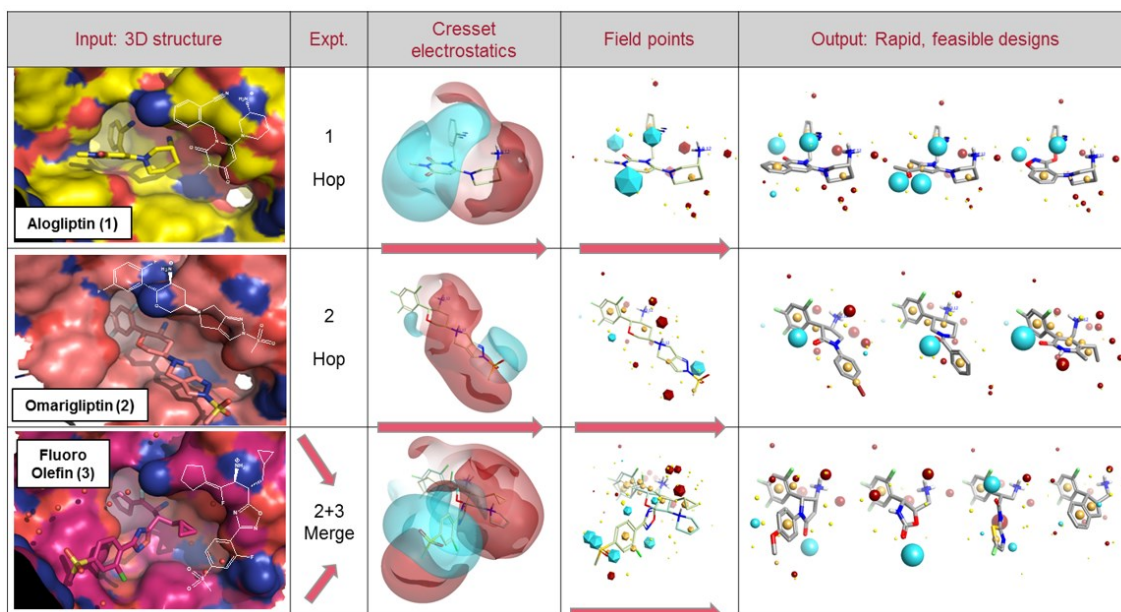 Input: 3D structure
Expt.
Cresset
electrostatics
Field points
Output: Rapid, feasible designs
Alogliptin (1)
1
Hop
Omarigliptin (2)
2
Hop
Fluoro
Olefin (3)
2+3
Merge